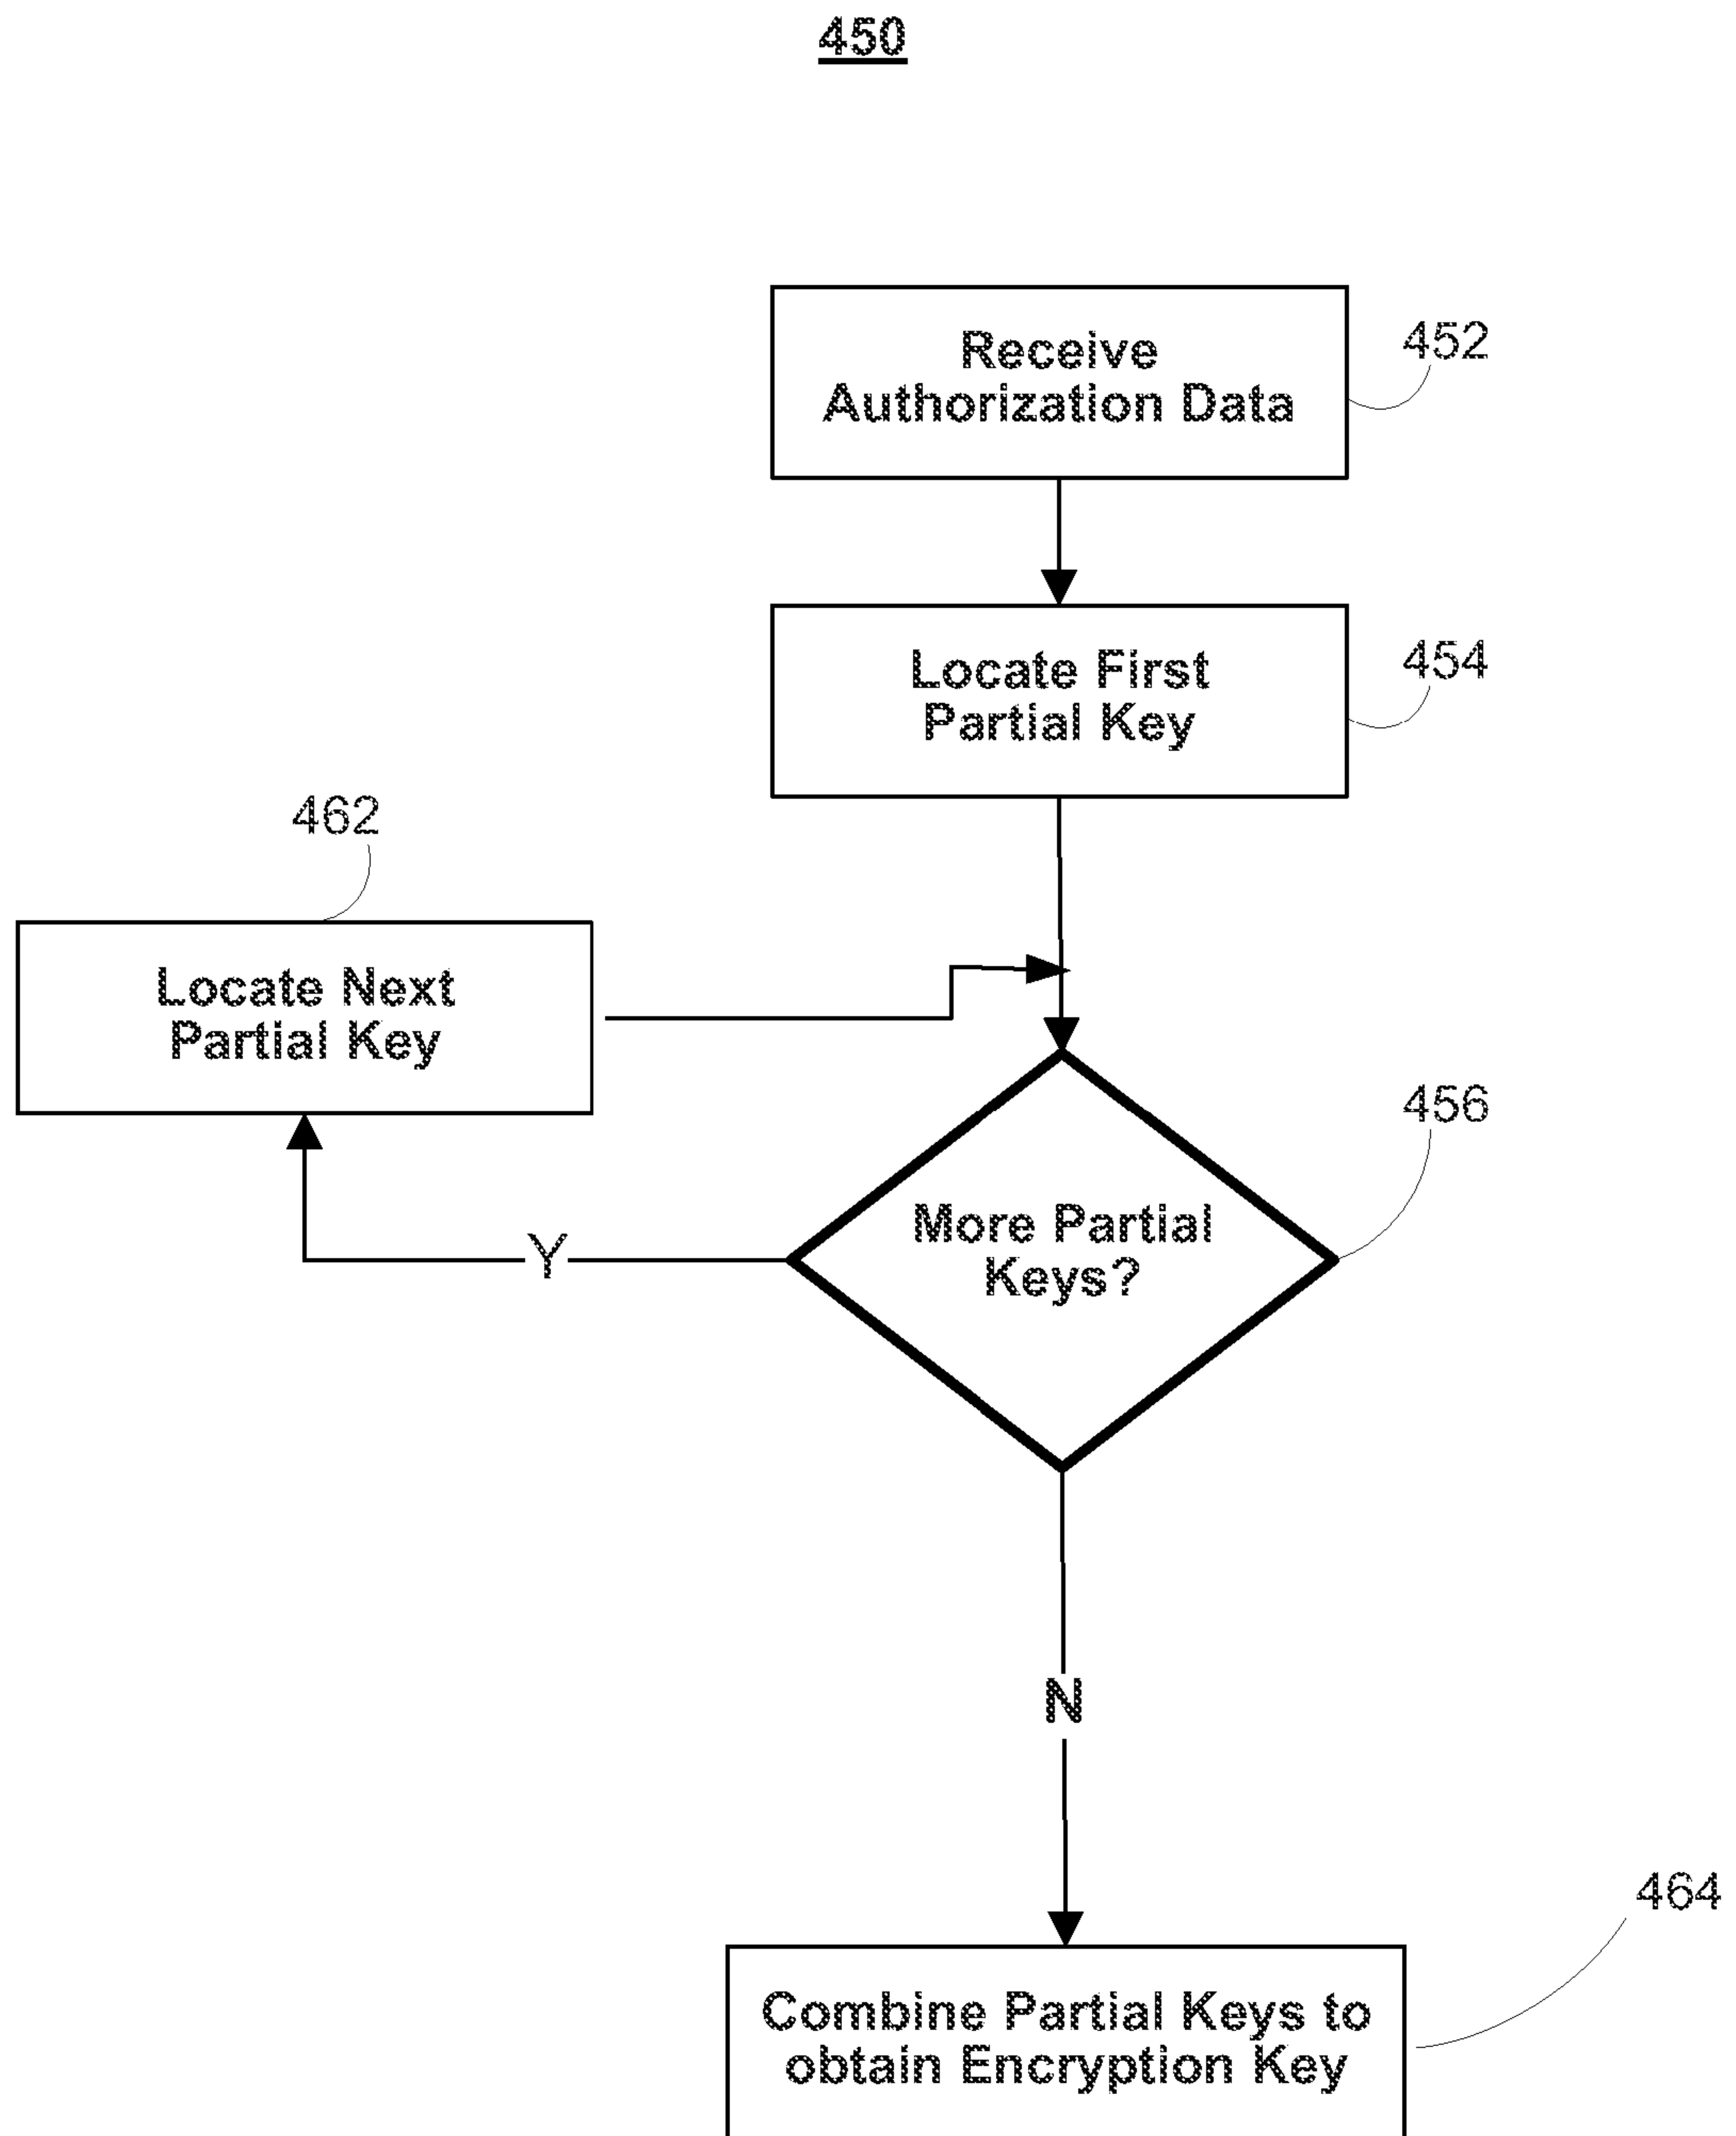 450
Receive
Authorization Data
452
Locate First
Partial Key
454
462
Locate Next
Partial Key
456
More Partial
Keys?
Y
N
464
Combine Partial Keys to
obtain Encryption Key